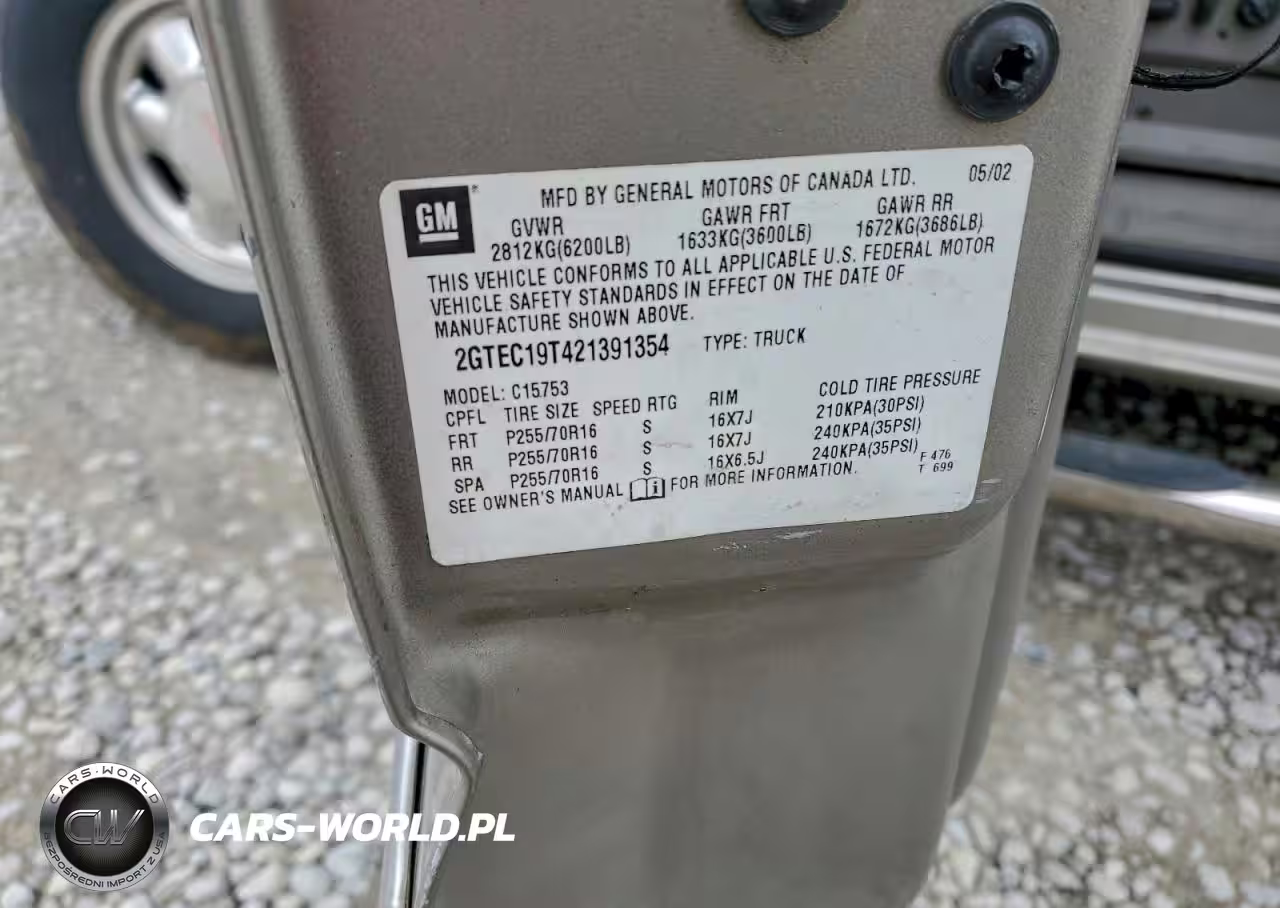 GM
MFD BY GENERAL MOTORS OF CANADA LTD. 05/02
GVWR GAWR FRT GAWR RR
2812KG(6200LB) 1633KG(3600LB) 1672KG(3686LB)
THIS VEHICLE CONFORMS TO ALL APPLICABLE U.S. FEDERAL MOTOR
VEHICLE SAFETY STANDARDS IN EFFECT ON THE DATE OF
MANUFACTURE SHOWN ABOVE.
2GTEC19T421391354 TYPE: TRUCK
MODEL: C15753
CPFL TIRE SIZE SPEED RTG RIM COLD TIRE PRESSURE
FRT P255/70R16 S 16X7J 210KPA(30PSI)
RR P255/70R16 S 16X7J 240KPA(35PSI)
SPA P255/70R16 S 16X6.5J 240KPA(35PSI)
SEE OWNER'S MANUAL FOR MORE INFORMATION.
F 476
T 699
CARS-WORLD
CW
BEZPOŚREDNI IMPORT Z USA
CARS-WORLD.PL